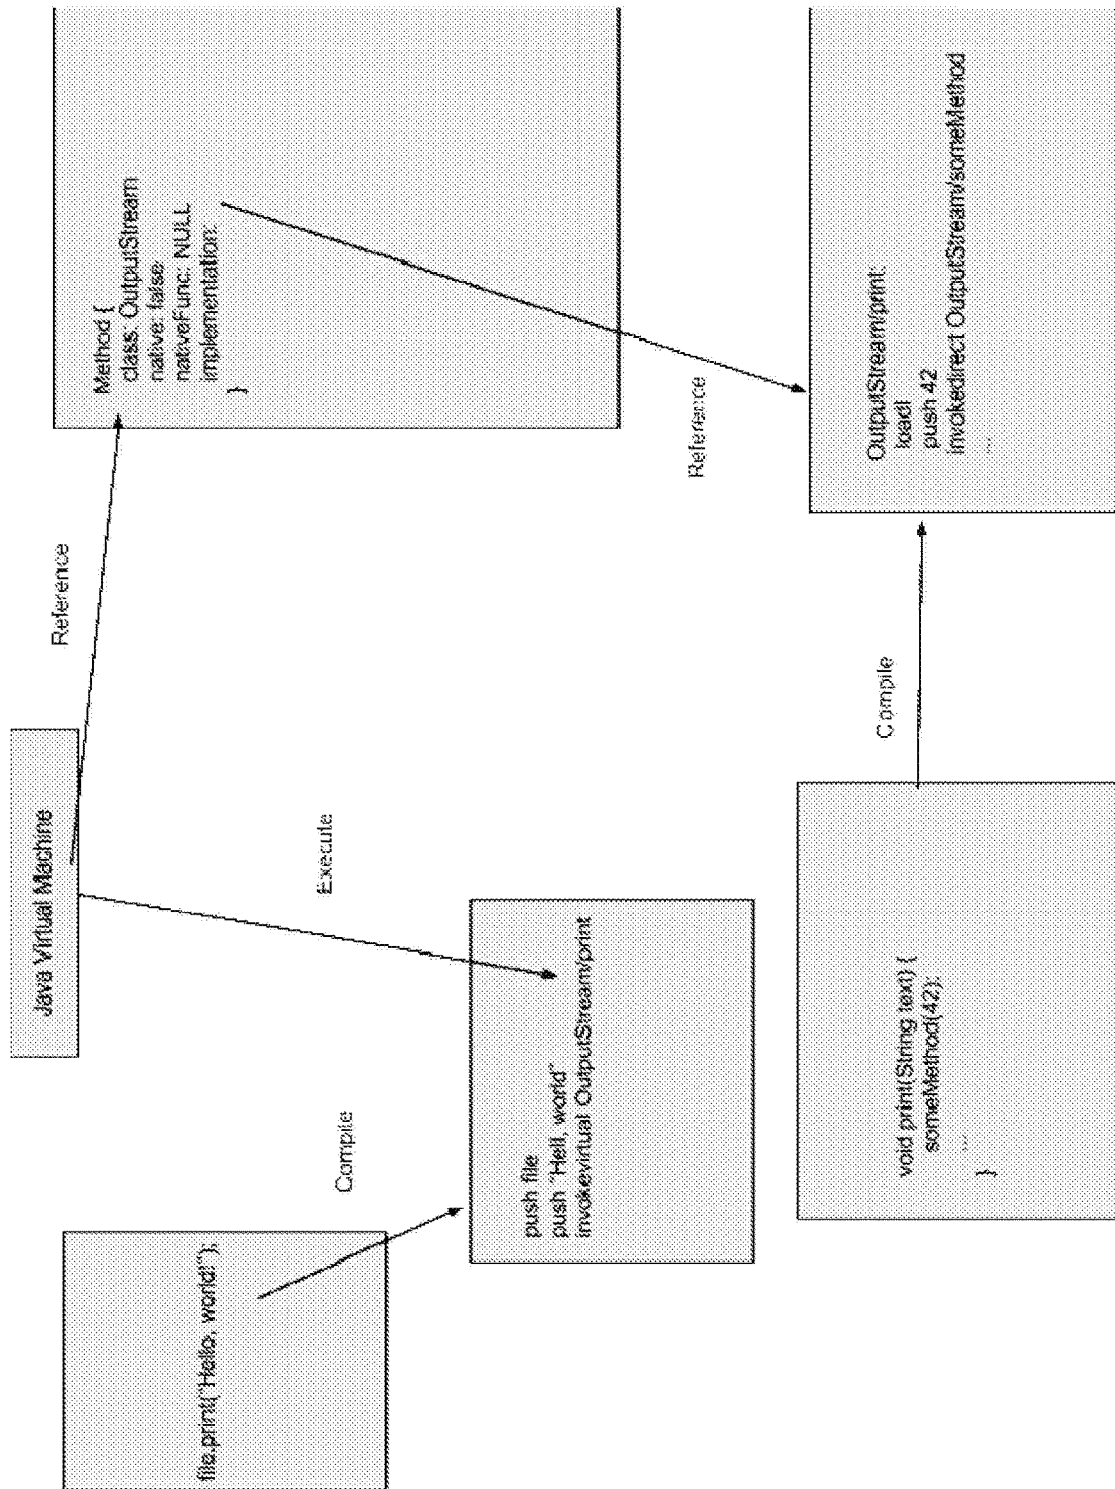 file.print("Hello, world!");
Compile
Java Virtual Machine
Execute
Reference
push file
push "Hell, world"
invokevirtual OutputStream/print
Method {
class: OutputStream
native: false
nativeFunc: NULL
implementation:
}
Reference
void print(String text) {
someMethod(42);
...
}
Compile
OutputStream/print:
loadl
push 42
invokedirect OutputStream/someMethod
...